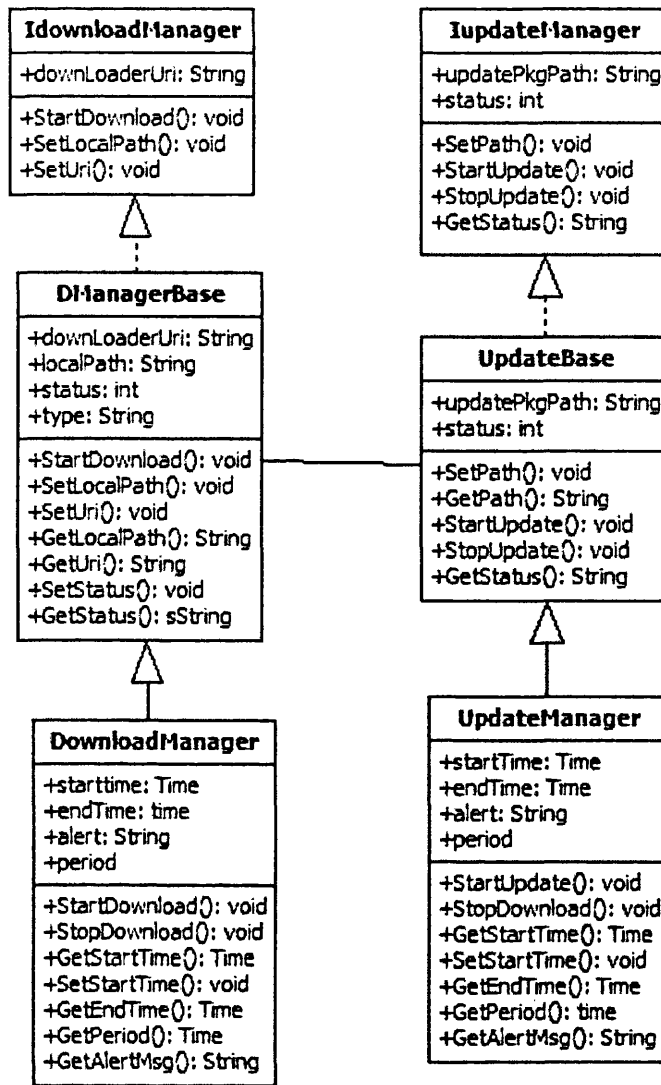 IdownloadManager
+downLoaderUri: String
+StartDownload(): void
+SetLocalPath(): void
+SetUri(): void
DManagerBase
+downLoaderUri: String
+localPath: String
+status: int
+type: String
+StartDownload(): void
+SetLocalPath(): void
+SetUri(): void
+GetLocalPath(): String
+GetUri(): String
+SetStatus(): void
+GetStatus(): sString
DownloadManager
+starttime: Time
+endTime: time
+alert: String
+period
+StartDownload(): void
+StopDownload(): void
+GetStartTime(): Time
+SetStartTime(): void
+GetEndTime(): Time
+GetPeriod(): Time
+GetAlertMsg(): String
IupdateManager
+updatePkgPath: String
+status: int
+SetPath(): void
+StartUpdate(): void
+StopUpdate(): void
+GetStatus(): String
UpdateBase
+updatePkgPath: String
+status: int
+SetPath(): void
+GetPath(): String
+StartUpdate(): void
+StopUpdate(): void
+GetStatus(): String
UpdateManager
+startTime: Time
+endTime: Time
+alert: String
+period
+StartUpdate(): void
+StopDownload(): void
+GetStartTime(): Time
+SetStartTime(): void
+GetEndTime(): Time
+GetPeriod(): time
+GetAlertMsg(): String